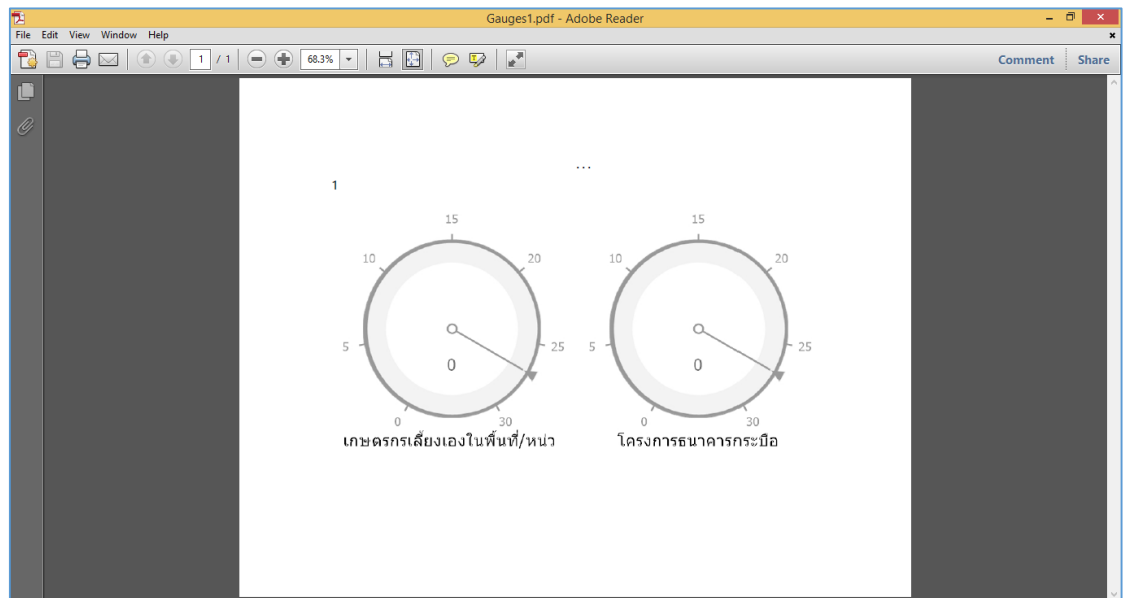 Gauges1.pdf - Adobe Reader
File Edit View Window Help
1 / 1 68.3% Comment Share
...
1
15 15
10 20 10 20
5 25 5 25
0 0
0 30 0 30
เกษตรกรเลี้ยงเองในพื้นที่/หน่ว โครงการธนาคารกระบือ